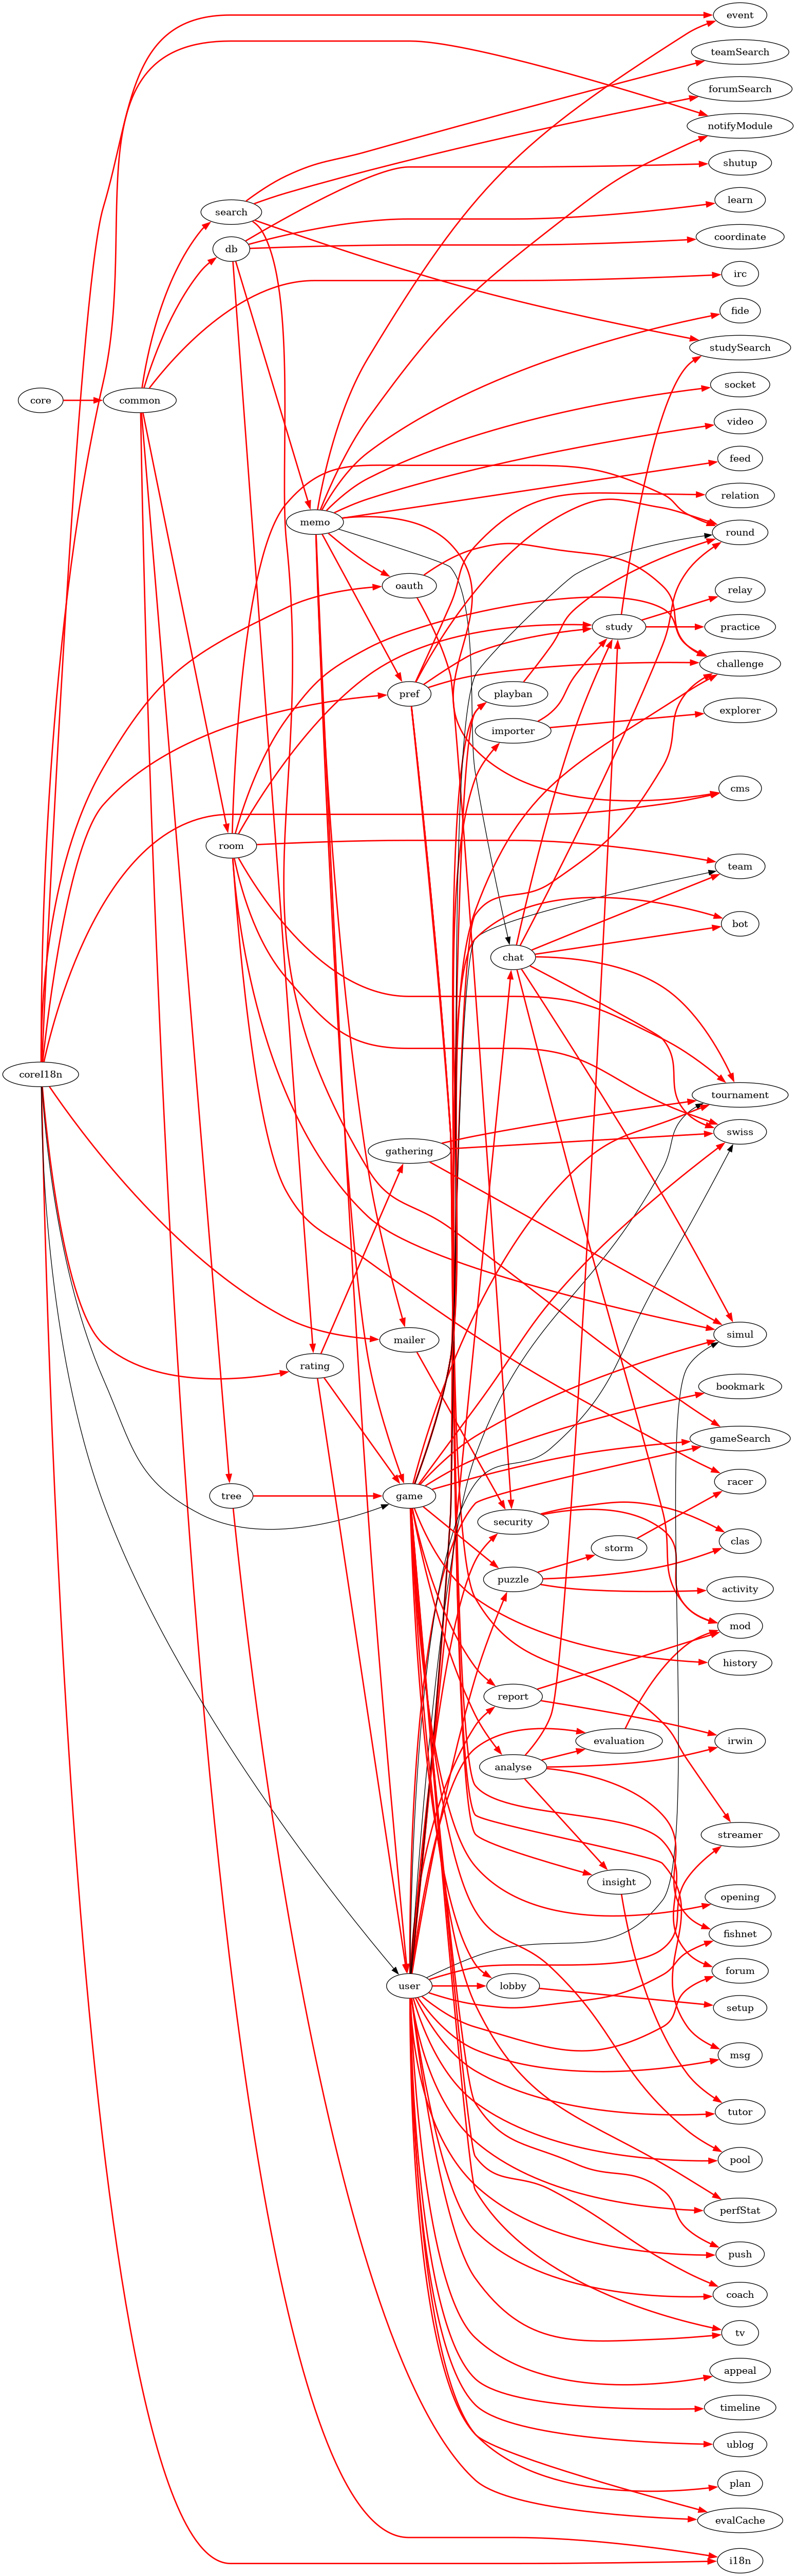 event
teamSearch
forumSearch
notifyModule
shutup
learn
search
coordinate
db
irc
fide
studySearch
socket
core
common
video
feed
relation
memo
round
oauth
relay
study
practice
challenge
pref
playban
explorer
importer
cms
room
team
bot
chat
coreI18n
tournament
swiss
gathering
simul
mailer
rating
bookmark
gameSearch
racer
tree
game
security
clas
storm
puzzle
activity
mod
history
report
evaluation
irwin
analyse
streamer
insight
opening
fishnet
forum
user
lobby
setup
msg
tutor
pool
perfStat
push
coach
tv
appeal
timeline
ublog
plan
evalCache
i18n